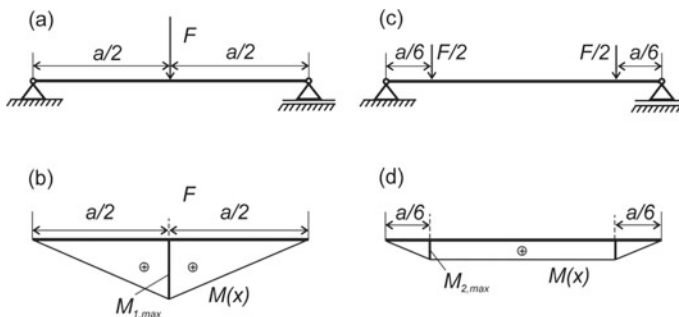 (a)
F
a/2 a/2
(c)
a/6 F/2 F/2 a/6
(b)
F
a/2 a/2
⊕ ⊕
M1,max M(x)
(d)
a/6 a/6
⊕
M2,max M(x)